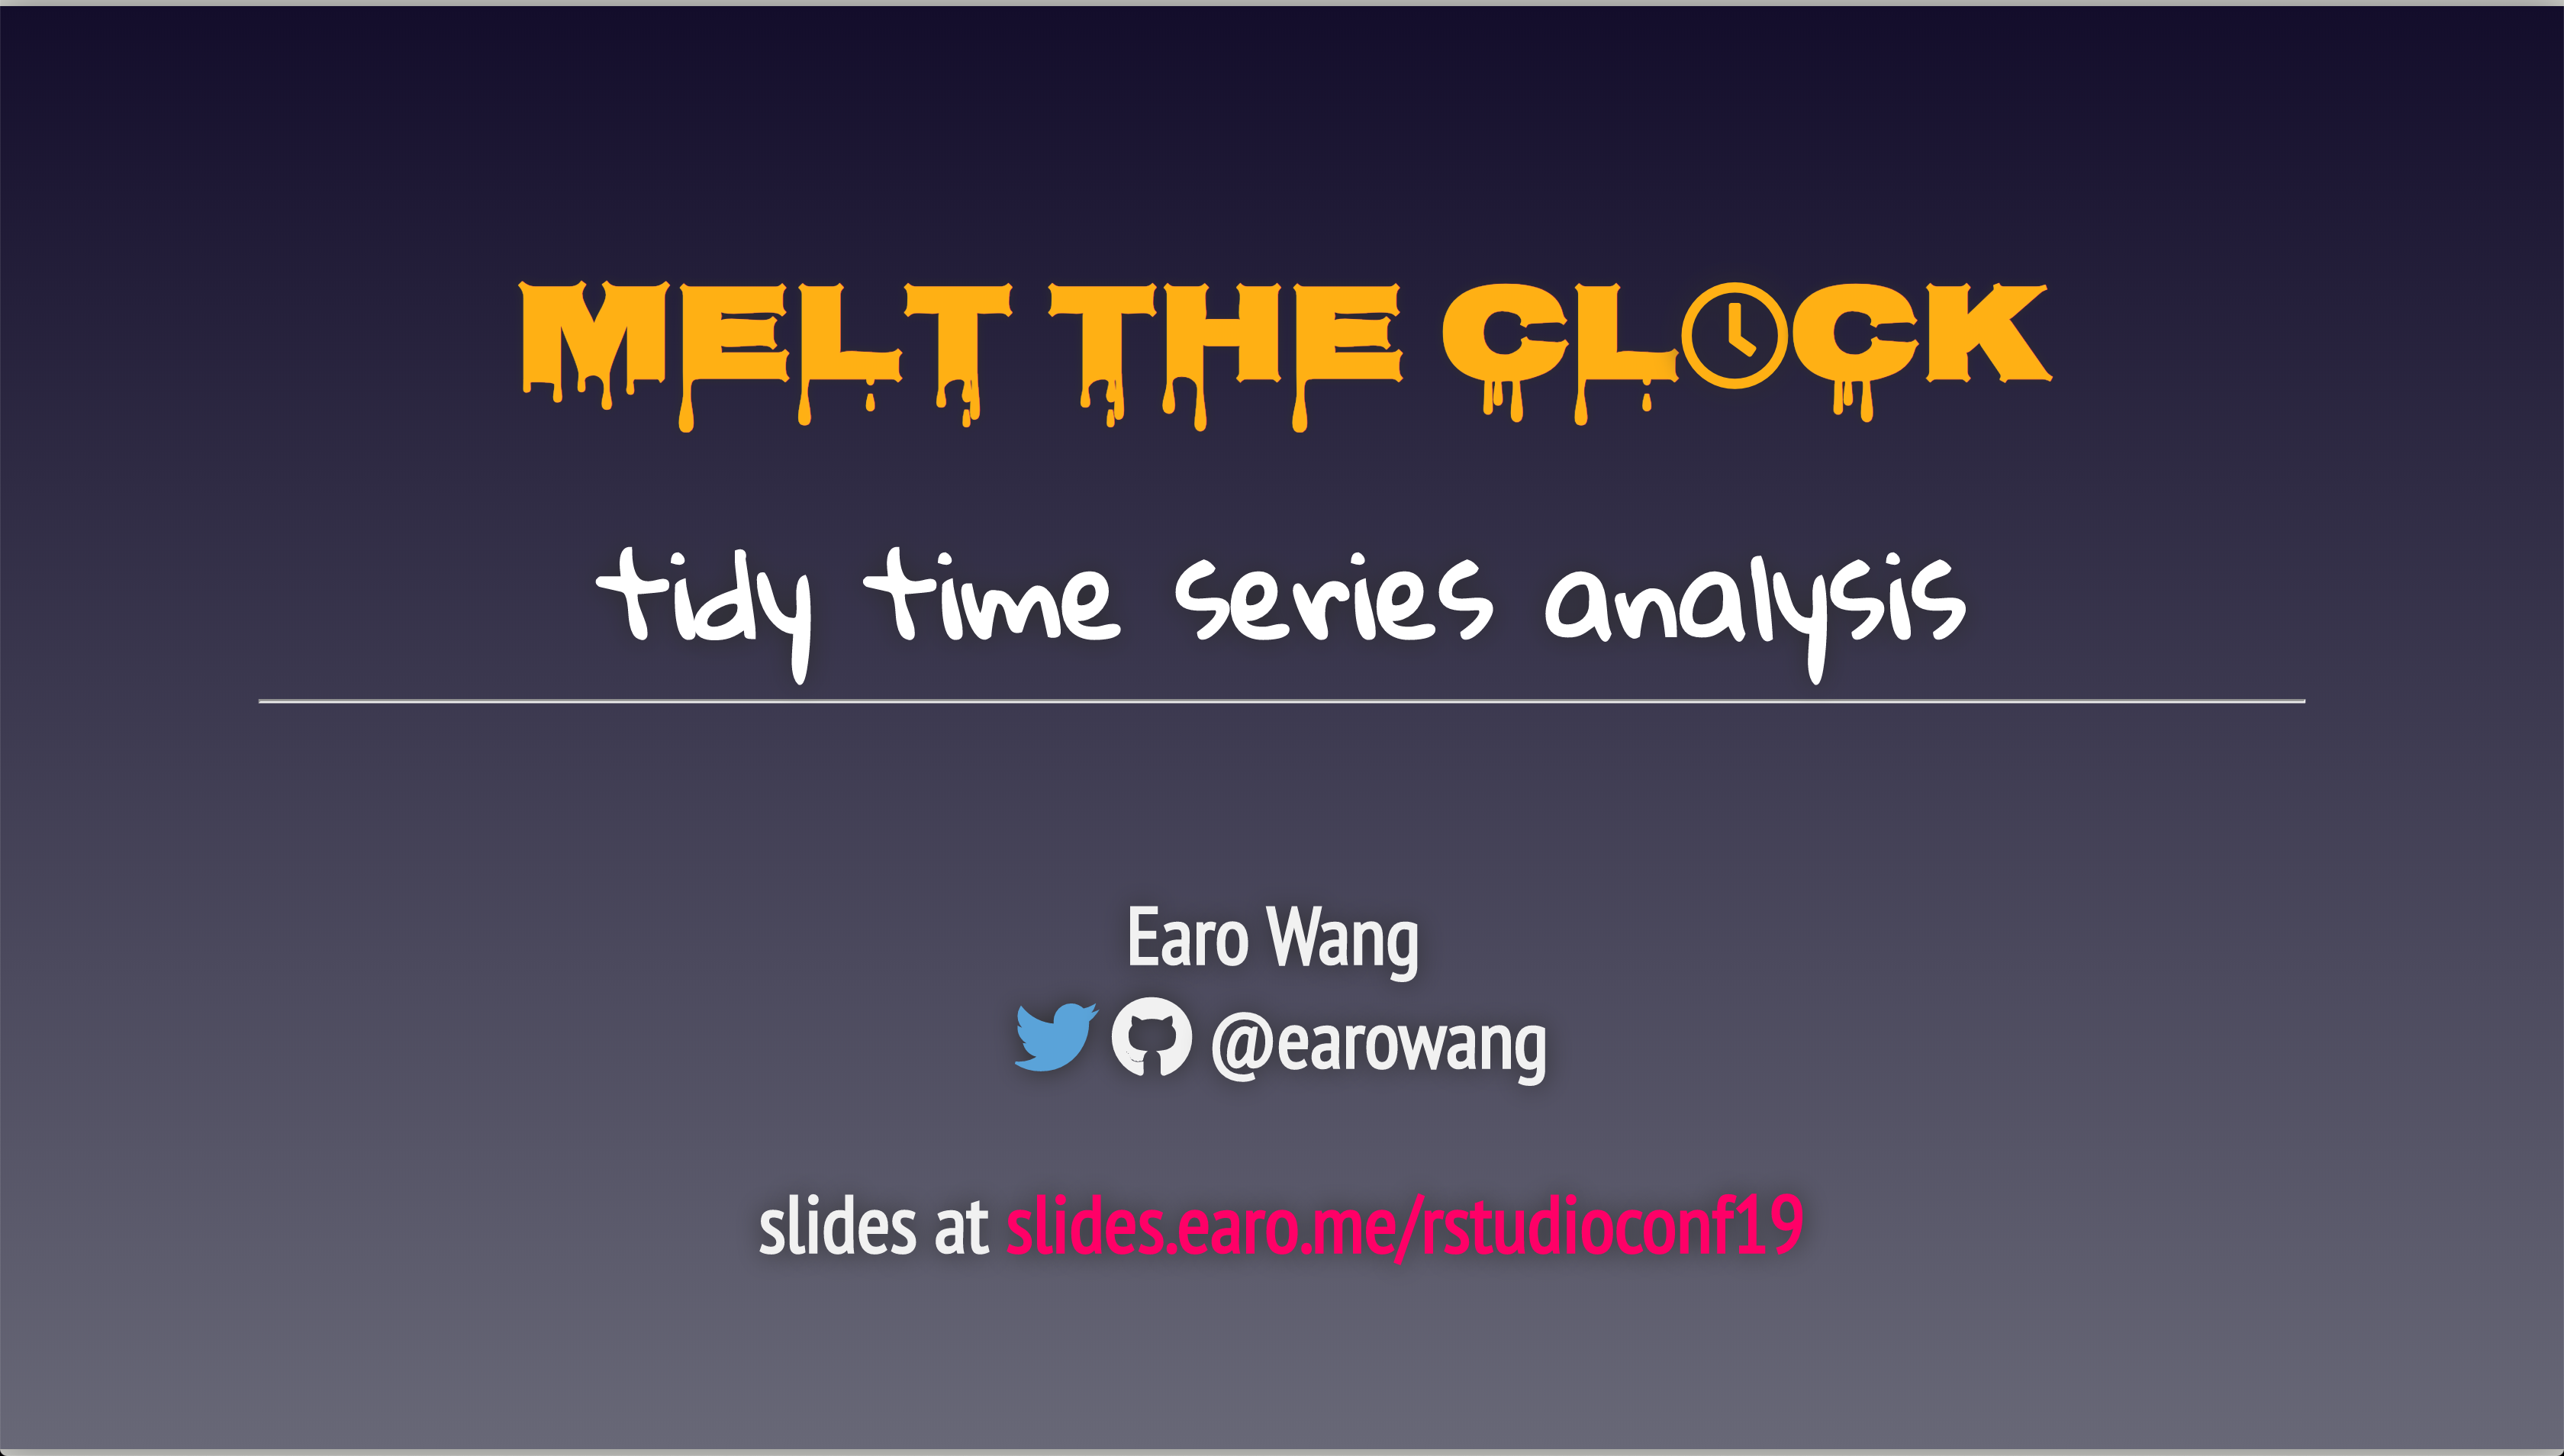 MELT THE CLOCK
tidy time series analysis
Earo Wang
@earowang
slides at slides.earo.me/rstudioconf19